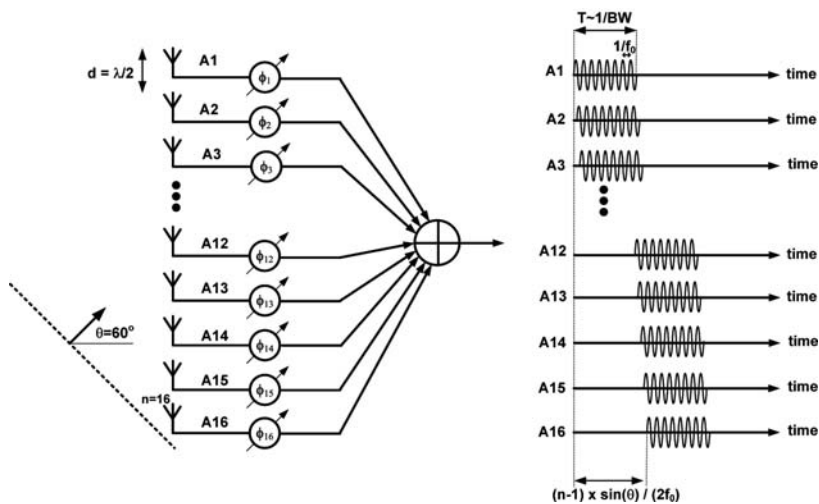 T~1/BW
1/f₀
d = λ/2
A1
ϕ₁
A2
ϕ₂
A3
ϕ₃
A12
ϕ₁₂
A13
ϕ₁₃
A14
ϕ₁₄
A15
ϕ₁₅
A16
ϕ₁₆
θ=60°
n=16
A1 time
A2 time
A3 time
A12 time
A13 time
A14 time
A15 time
A16 time
(n-1) x sin(θ) / (2f₀)